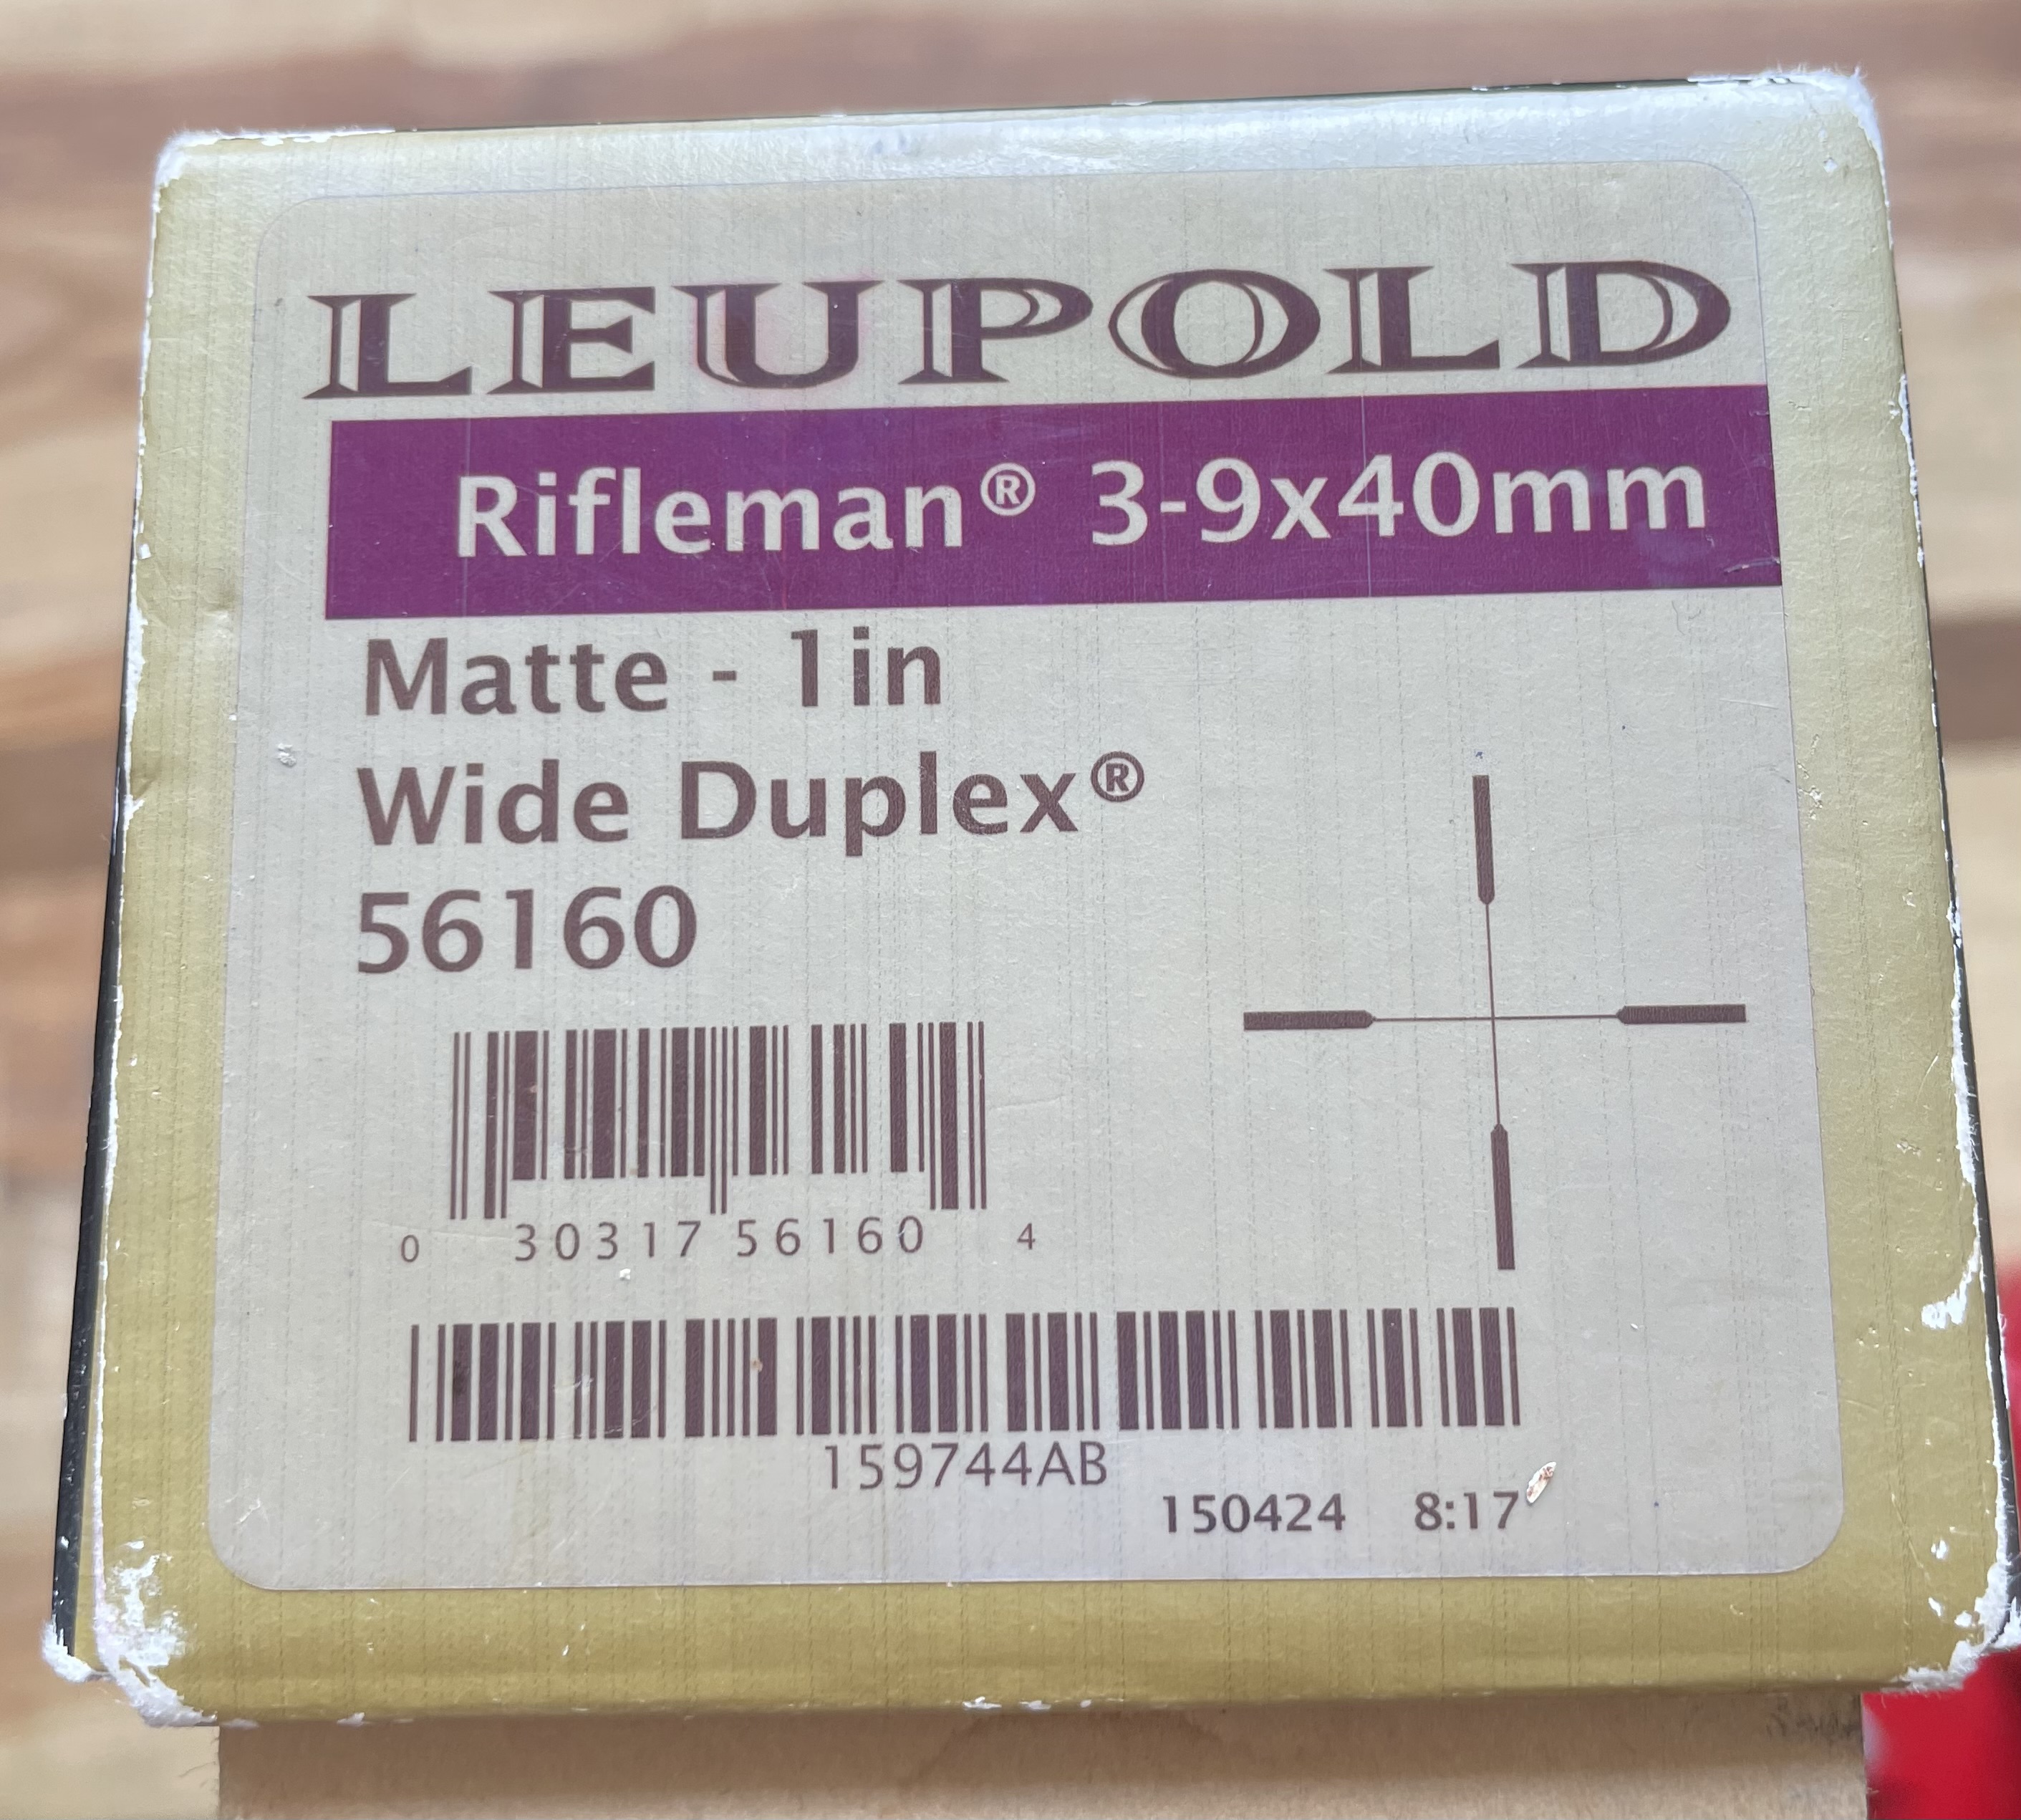 LEUPOLD
Rifleman® 3-9x40mm
Matte - 1in
Wide Duplex®
56160
0 30317 56160 4
159744AB
150424 8:17